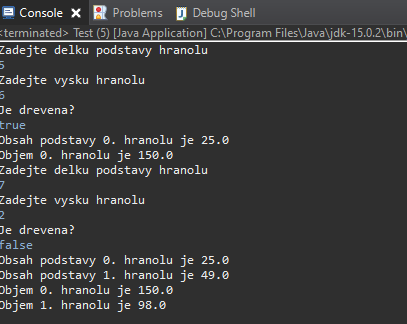 Console Problems Debug Shell
<terminated> Test (5) [Java Application] C:\Program Files\Java\jdk-15.0.2\bin\
Zadejte delku podstavy hranolu
5
Zadejte vysku hranolu
6
Je drevena?
true
Obsah podstavy 0. hranolu je 25.0
Objem 0. hranolu je 150.0
Zadejte delku podstavy hranolu
7
Zadejte vysku hranolu
2
Je drevena?
false
Obsah podstavy 0. hranolu je 25.0
Obsah podstavy 1. hranolu je 49.0
Objem 0. hranolu je 150.0
Objem 1. hranolu je 98.0